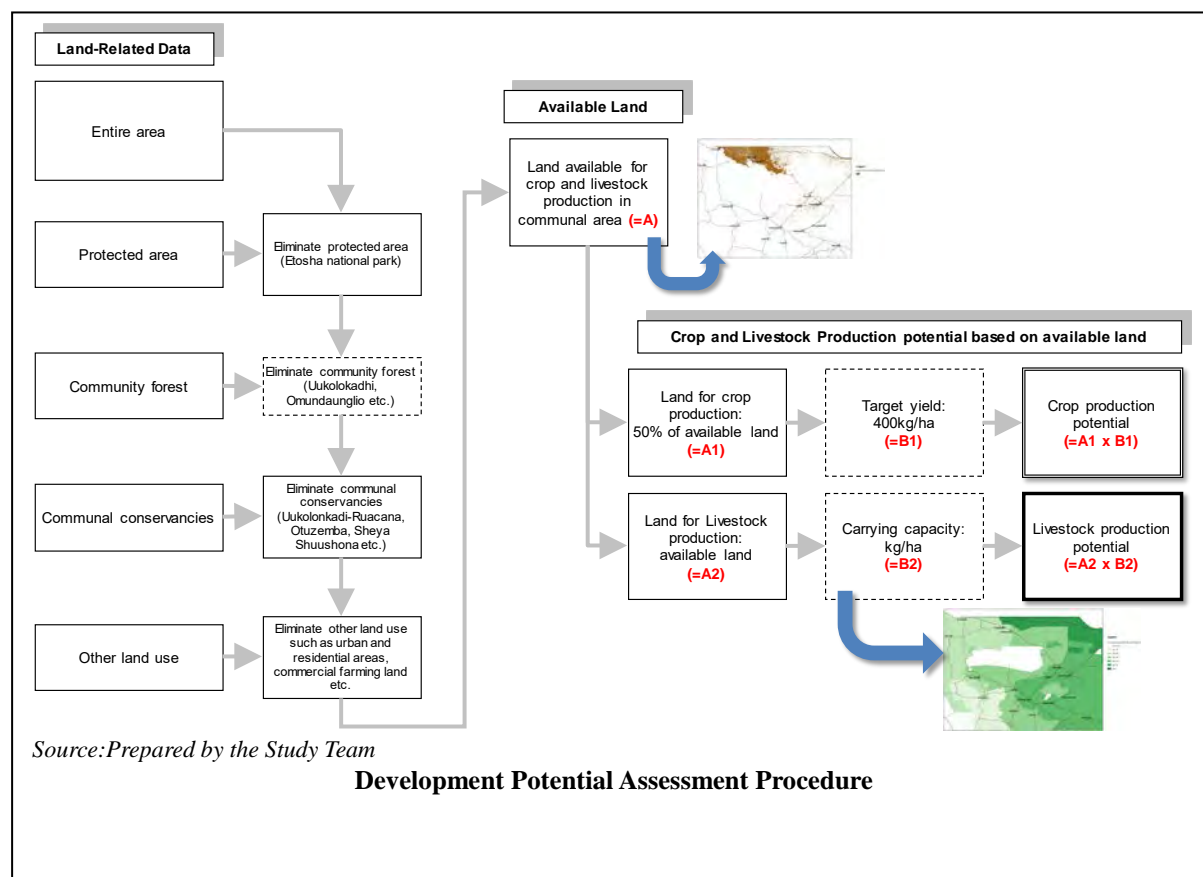 Land-Related Data
Entire area
Protected area
Eliminate protected area
(Etosha national park)
Community forest
Eliminate community forest
(Uukolokadhi,
Omundaunglio etc.)
Communal conservancies
Eliminate communal
conservancies
(Uukolonkadi-Ruacana,
Otuzemba, Sheya
Shuushona etc.)
Other land use
Eliminate other land use
such as urban and
residential areas,
commercial farming land
etc.
Available Land
Land available for
crop and livestock
production in
communal area (=A)
Crop and Livestock Production potential based on available land
Land for crop
production:
50% of available land
(=A1)
Target yield:
400kg/ha
(=B1)
Crop production
potential
(=A1 x B1)
Land for Livestock
production:
available land
(=A2)
Carrying capacity:
kg/ha
(=B2)
Livestock production
potential
(=A2 x B2)
Source:Prepared by the Study Team
Development Potential Assessment Procedure